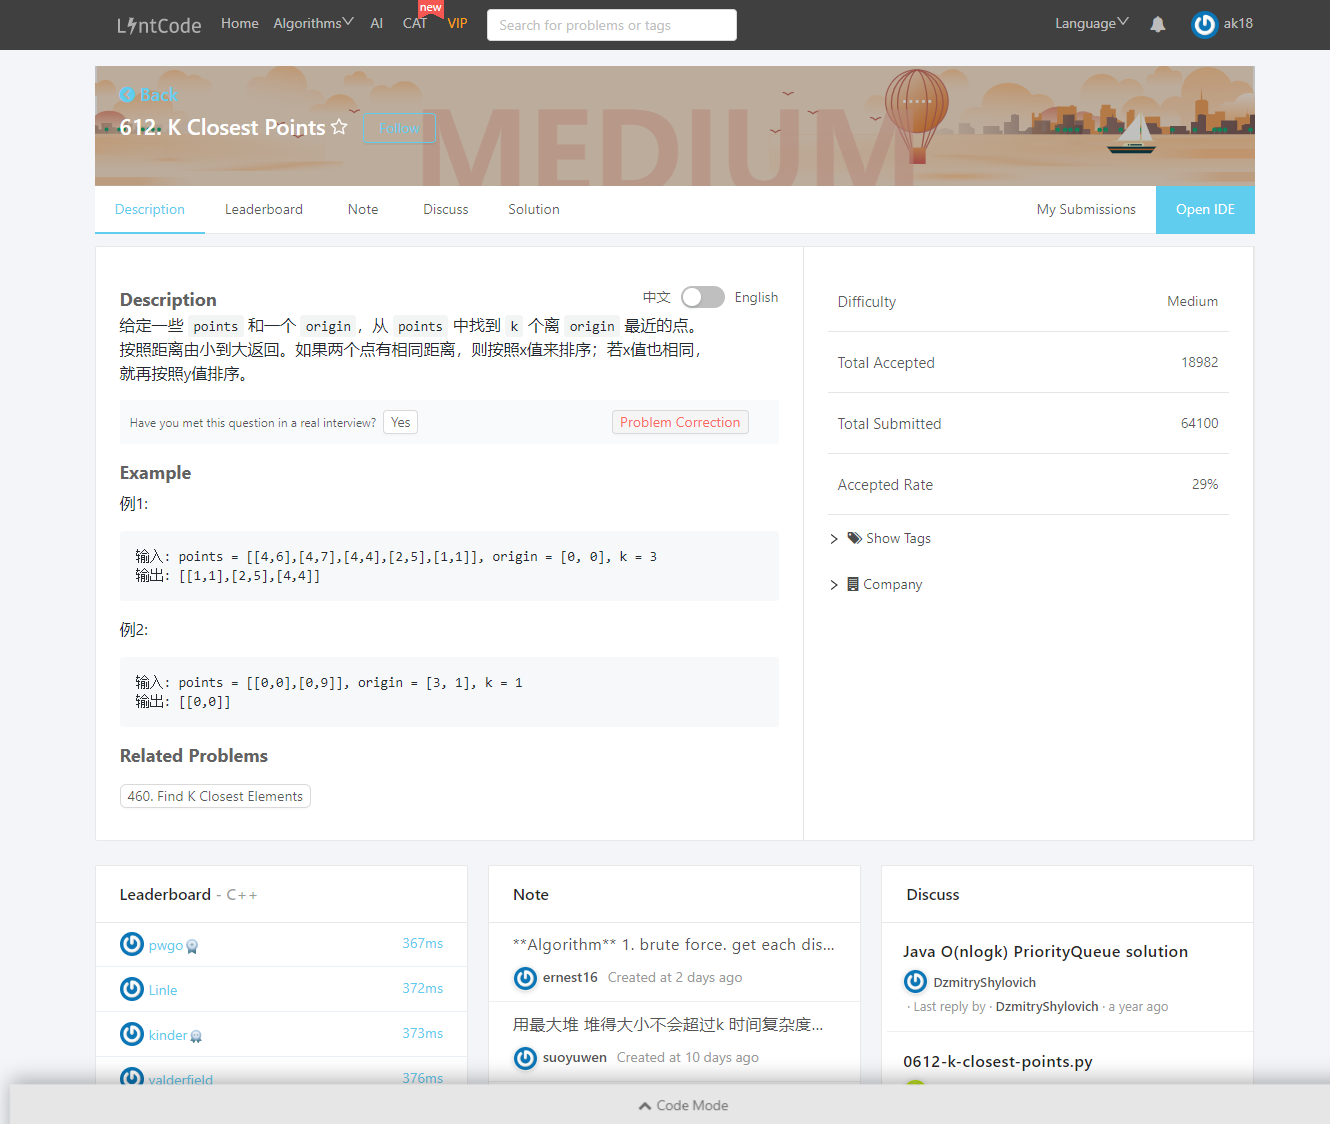 LintCode
Home
Algorithms
AI
CAT
new
VIP
Search for problems or tags
Language
ak18
Back
612. K Closest Points
Follow
MEDIUM
Description
Leaderboard
Note
Discuss
Solution
My Submissions
Open IDE
Description
中文
English
给定一些 points 和一个 origin，从 points 中找到 k 个离 origin 最近的点。
按照距离由小到大返回。如果两个点有相同距离，则按照x值来排序；若x值也相同，
就再按照y值排序。
Have you met this question in a real interview?
Yes
Problem Correction
Example
例1:
输入: points = [[4,6],[4,7],[4,4],[2,5],[1,1]], origin = [0, 0], k = 3
输出: [[1,1],[2,5],[4,4]]
例2:
输入: points = [[0,0],[0,9]], origin = [3, 1], k = 1
输出: [[0,0]]
Related Problems
460. Find K Closest Elements
Difficulty
Medium
Total Accepted
18982
Total Submitted
64100
Accepted Rate
29%
Show Tags
Company
Leaderboard - C++
pwgo
367ms
Linle
372ms
kinder
373ms
valderfield
376ms
Note
**Algorithm** 1. brute force. get each dis...
ernest16 Created at 2 days ago
用最大堆 堆得大小不会超过k 时间复杂度...
suoyuwen Created at 10 days ago
Discuss
Java O(nlogk) PriorityQueue solution
DzmitryShylovich
· Last reply by · DzmitryShylovich · a year ago
0612-k-closest-points.py
Code Mode